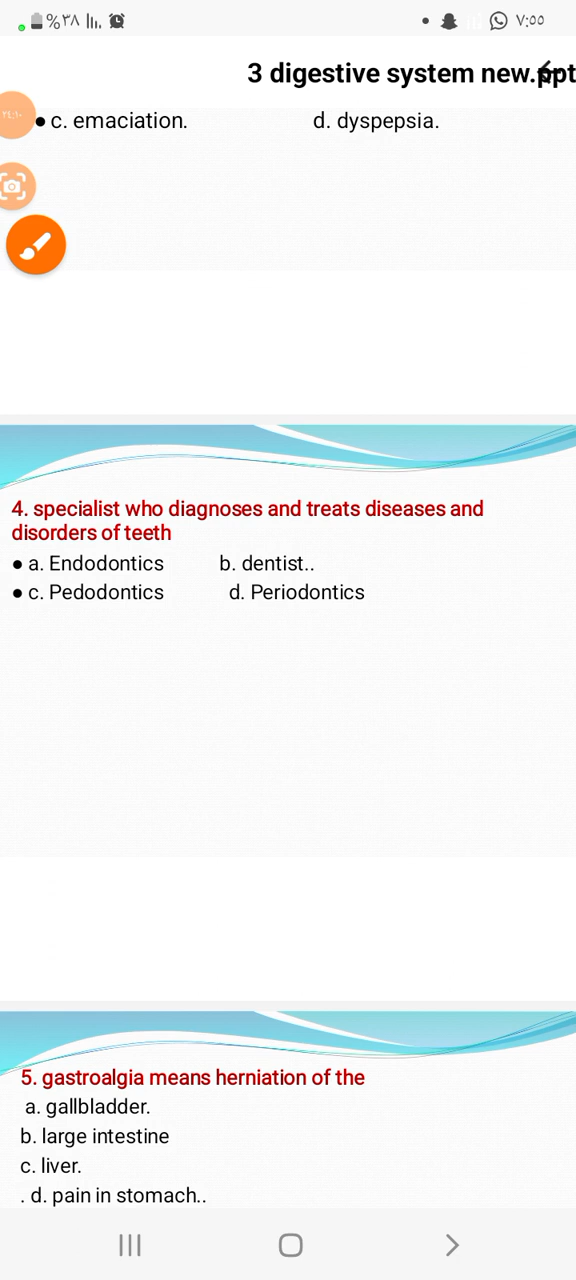 %٣٨ ٧:٥٥
3 digestive system new.ppt
• c. emaciation. d. dyspepsia.
4. specialist who diagnoses and treats diseases and
disorders of teeth
• a. Endodontics b. dentist..
• c. Pedodontics d. Periodontics
5. gastroalgia means herniation of the
a. gallbladder.
b. large intestine
c. liver.
. d. pain in stomach..